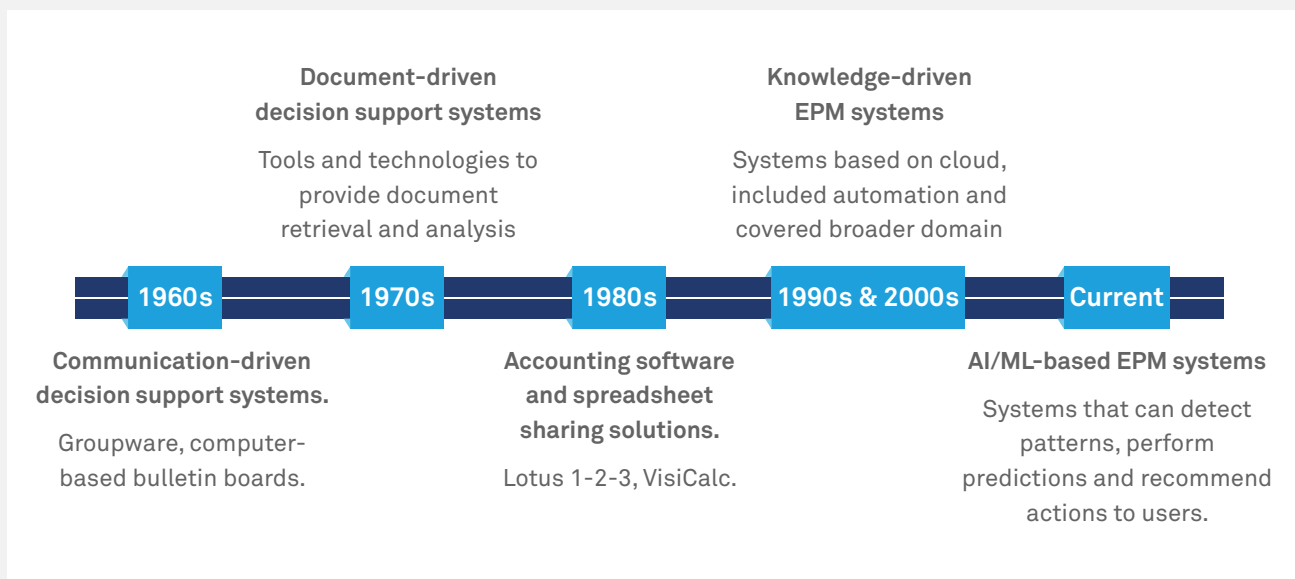 Document-driven
decision support systems
Tools and technologies to
provide document
retrieval and analysis
Knowledge-driven
EPM systems
Systems based on cloud,
included automation and
covered broader domain
1960s
1970s
1980s
1990s & 2000s
Current
Communication-driven
decision support systems.
Groupware, computer-
based bulletin boards.
Accounting software
and spreadsheet
sharing solutions.
Lotus 1-2-3, VisiCalc.
AI/ML-based EPM systems
Systems that can detect
patterns, perform
predictions and recommend
actions to users.